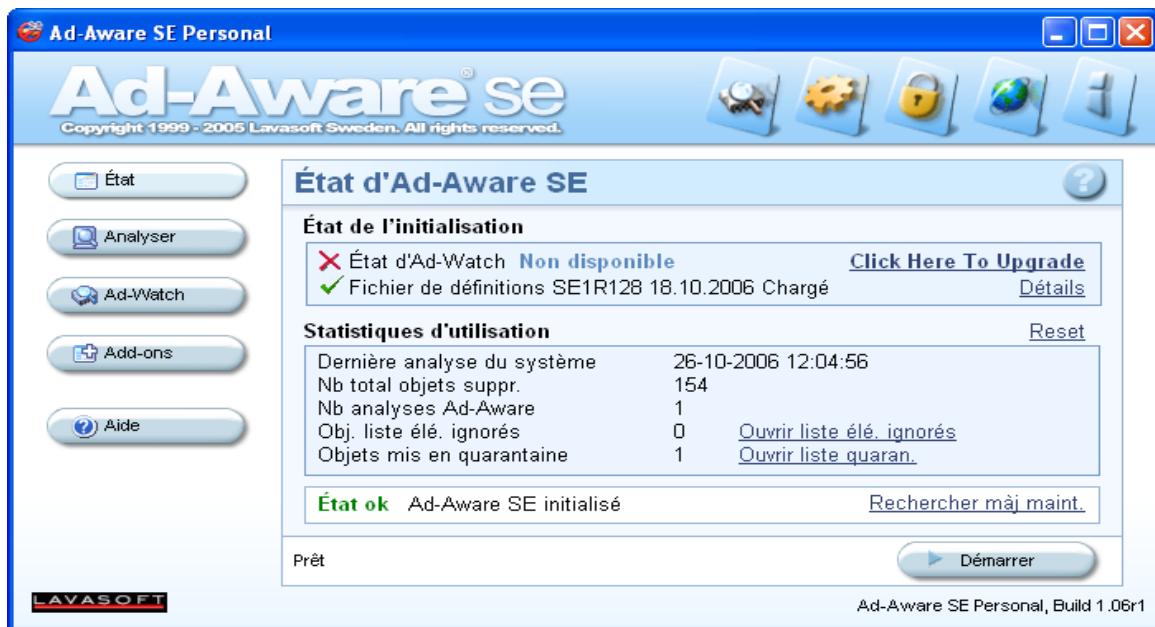 Ad-Aware SE Personal
Ad-Aware® se
Copyright 1999 - 2005 Lavasoft Sweden. All rights reserved.
État
Analyser
Ad-Watch
Add-ons
Aide
État d'Ad-Aware SE
État de l'initialisation
État d'Ad-Watch Non disponible Click Here To Upgrade
Fichier de définitions SE1R128 18.10.2006 Chargé Détails
Statistiques d'utilisation Reset
Dernière analyse du système 26-10-2006 12:04:56
Nb total objets suppr. 154
Nb analyses Ad-Aware 1
Obj. liste élé. ignorés 0 Ouvrir liste élé. ignorés
Objets mis en quarantaine 1 Ouvrir liste quaran.
État ok Ad-Aware SE initialisé Rechercher màj maint.
Prêt Démarrer
LAVASOFT
Ad-Aware SE Personal, Build 1.06r1